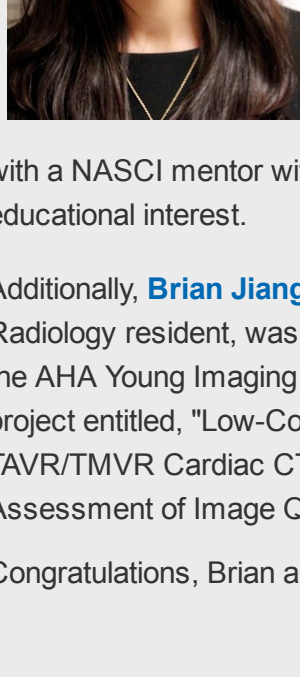 with a NASCI mentor wi
educational interest.
Additionally, Brian Jiang
Radiology resident, was
the AHA Young Imaging
project entitled, "Low-Co
TAVR/TMVR Cardiac CT
Assessment of Image Q
Congratulations, Brian a